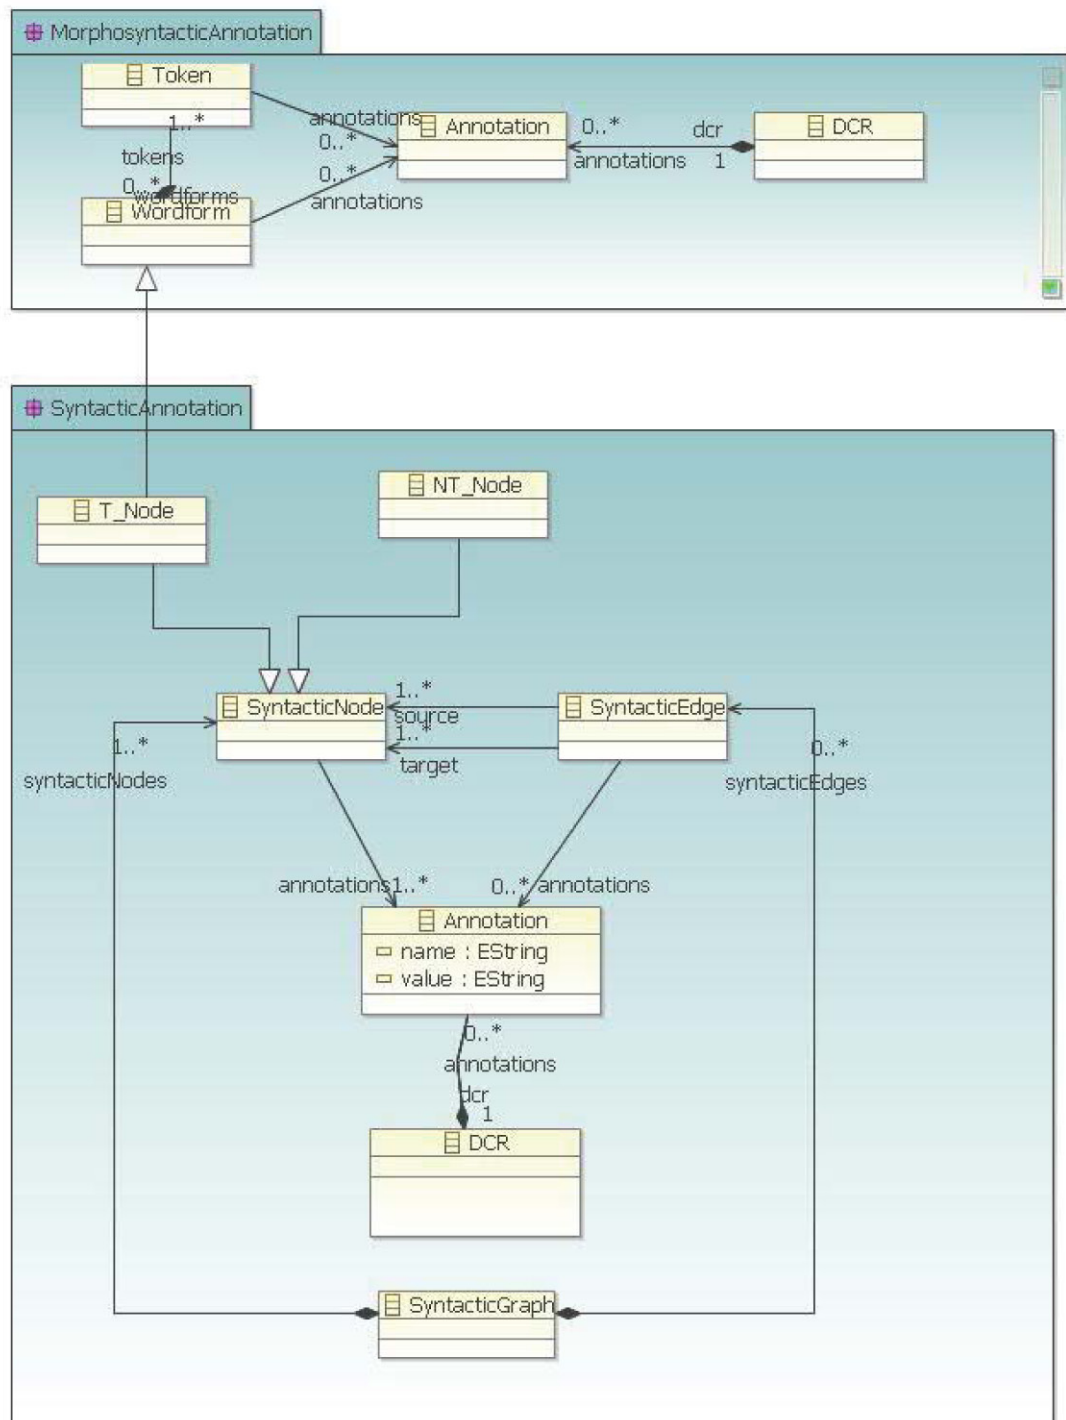 MorphosyntacticAnnotation
Token
1..*
tokens
0..*
wordforms
Wordform
annotations
0..*
0..*
annotations
Annotation
0..*
annotations
dcr
1
DCR
SyntacticAnnotation
T_Node
NT_Node
SyntacticNode
1..*
source
1..*
target
SyntacticEdge
1..*
syntacticNodes
0..*
syntacticEdges
annotations
1..*
0..*
annotations
Annotation
name : EString
value : EString
0..*
annotations
dcr
1
DCR
SyntacticGraph